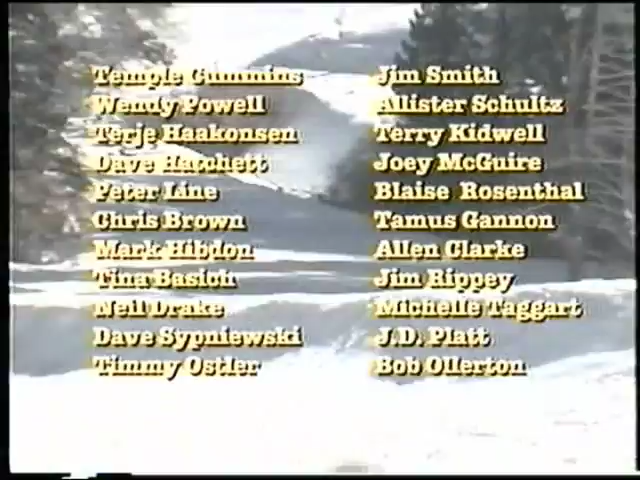 Temple Cummins
Wendy Powell
Terje Haakonsen
Dave Hatchett
Peter Line
Chris Brown
Mark Hibdon
Tina Basich
Neil Drake
Dave Sypniewski
Timmy Ostler
Jim Smith
Allister Schultz
Terry Kidwell
Joey McGuire
Blaise Rosenthal
Tamus Gannon
Allen Clarke
Jim Rippey
Michelle Taggart
J.D. Platt
Bob Ollerton